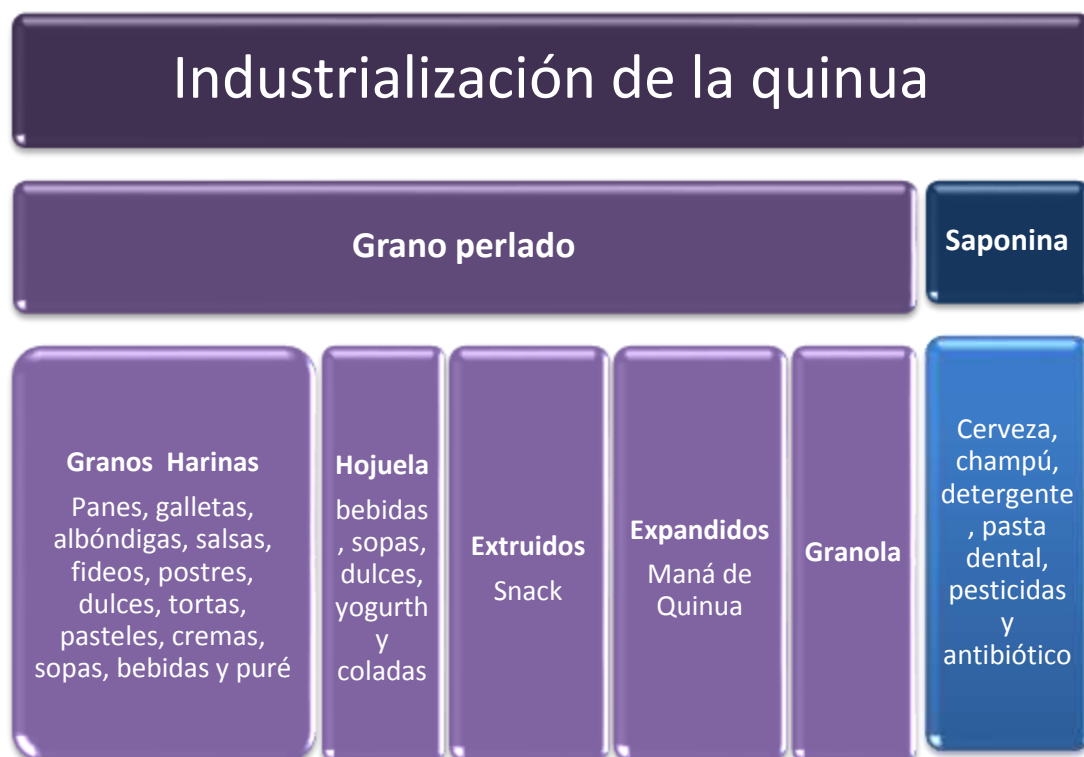 Industrialización de la quinua
Grano perlado
Saponina
Granos  Harinas
Panes, galletas,
albóndigas, salsas,
fideos, postres,
dulces, tortas,
pasteles, cremas,
sopas, bebidas y puré
Hojuela
bebidas
, sopas,
dulces,
yogurth
y
coladas
Extruidos
Snack
Expandidos
Maná de
Quinua
Granola
Cerveza,
champú,
detergente
, pasta
dental,
pesticidas
y
antibiótico